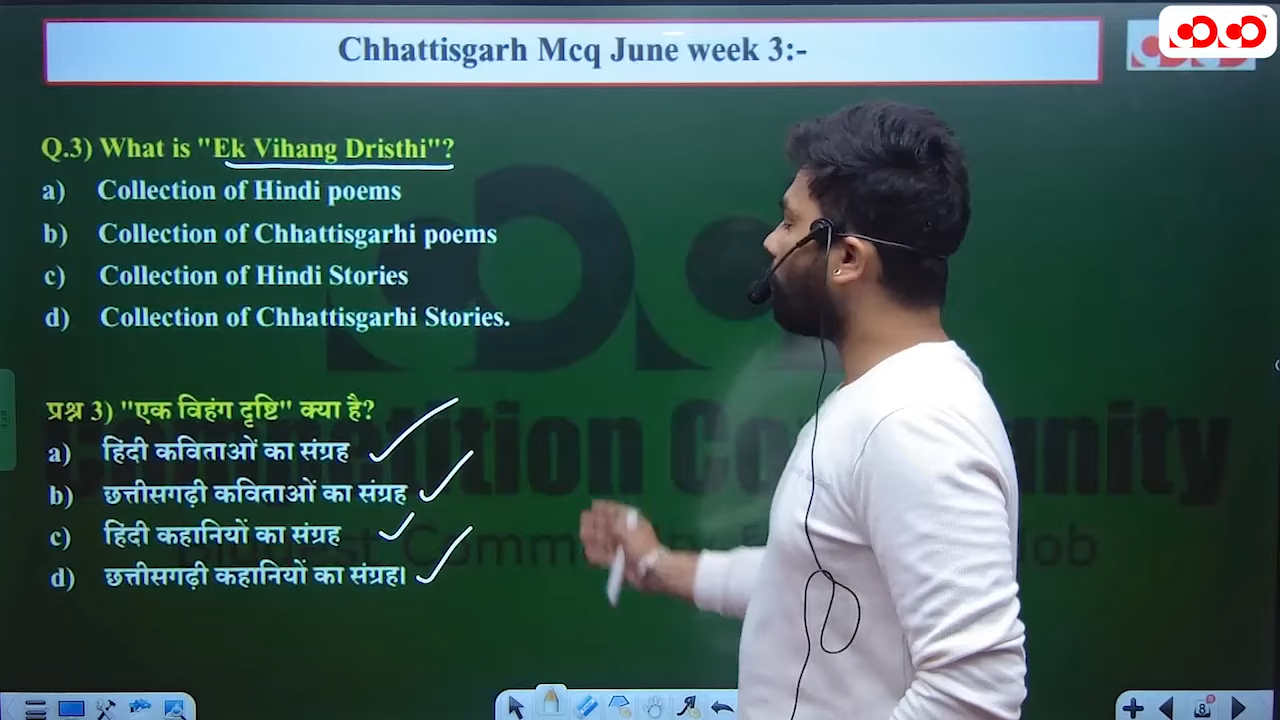 Chhattisgarh Mcq June week 3:-
Q.3) What is "Ek Vihang Dristhi"?
a) Collection of Hindi poems
b) Collection of Chhattisgarhi poems
c) Collection of Hindi Stories
d) Collection of Chhattisgarhi Stories.
प्रश्न 3) "एक विहंग दृष्टि" क्या है?
a) हिंदी कविताओं का संग्रह
b) छत्तीसगढ़ी कविताओं का संग्रह
c) हिंदी कहानियों का संग्रह
d) छत्तीसगढ़ी कहानियों का संग्रह।
8